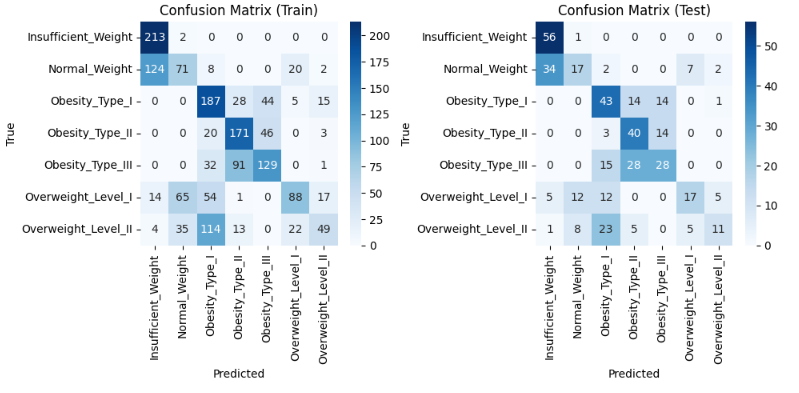 Confusion Matrix (Train)
True
Insufficient_Weight 213 2 0 0 0 0 0
Normal_Weight 124 71 8 0 0 20 2
Obesity_Type_I 0 0 187 28 44 5 15
Obesity_Type_II 0 0 20 171 46 0 3
Obesity_Type_III 0 0 32 91 129 0 1
Overweight_Level_I 14 65 54 1 0 88 17
Overweight_Level_II 4 35 114 13 0 22 49
Insufficient_Weight
Normal_Weight
Obesity_Type_I
Obesity_Type_II
Obesity_Type_III
Overweight_Level_I
Overweight_Level_II
Predicted
200
175
150
125
100
75
50
25
0
Confusion Matrix (Test)
True
Insufficient_Weight 56 1 0 0 0 0 0
Normal_Weight 34 17 2 0 0 7 2
Obesity_Type_I 0 0 43 14 14 0 1
Obesity_Type_II 0 0 3 40 14 0 0
Obesity_Type_III 0 0 15 28 28 0 0
Overweight_Level_I 5 12 12 0 0 17 5
Overweight_Level_II 1 8 23 5 0 5 11
Insufficient_Weight
Normal_Weight
Obesity_Type_I
Obesity_Type_II
Obesity_Type_III
Overweight_Level_I
Overweight_Level_II
Predicted
50
40
30
20
10
0